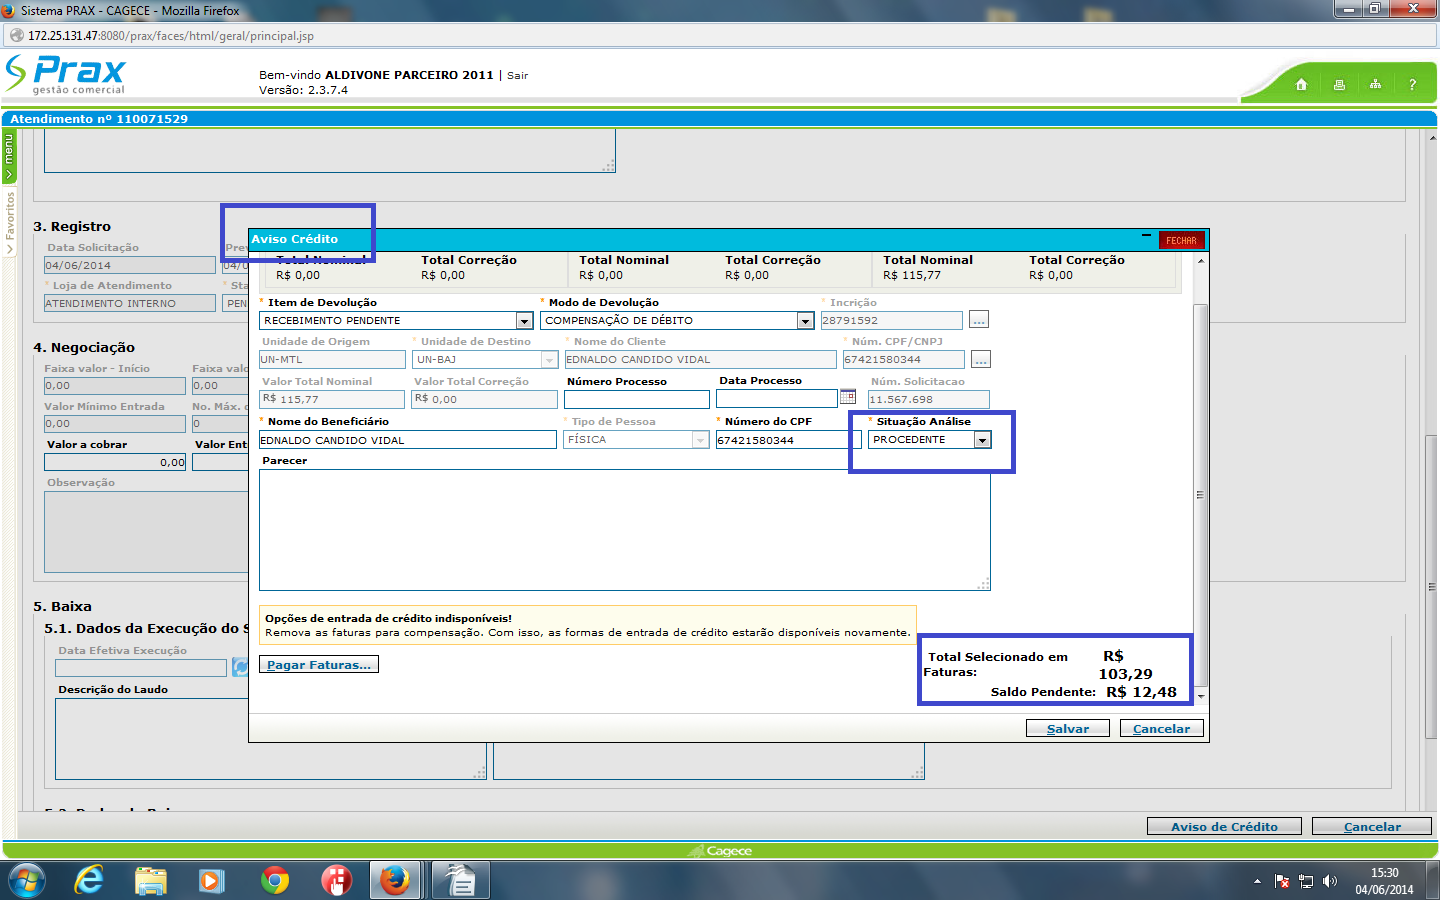 Sistema PRAX - CAGECE - Mozilla Firefox
172.25.131.47:8080/prax/faces/html/geral/principal.jsp
Prax
gestão comercial
Bem-vindo ALDIVONE PARCEIRO 2011 | Sair
Versão: 2.3.7.4
?
Atendimento nº 110071529
menu
Favoritos
3. Registro
Data Solicitação
04/06/2014
Loja de Atendimento
ATENDIMENTO INTERNO
4. Negociação
Faixa valor - Início
0,00 0,00
Valor Mínimo Entrada No. Máx.
0,00 0
Valor a cobrar
0,00
Observação
5. Baixa
5.1. Dados da Execução do S
Data Efetiva Execução
Descrição do Laudo
Aviso Crédito
FECHAR
Total Nominal Total Correção Total Nominal Total Correção Total Nominal Total Correção
R$ 0,00 R$ 0,00 R$ 0,00 R$ 0,00 R$ 115,77 R$ 0,00
* Item de Devolução * Modo de Devolução * Incrição
RECEBIMENTO PENDENTE COMPENSAÇÃO DE DÉBITO 28791592 ...
Unidade de Origem * Unidade de Destino * Nome do Cliente * Núm. CPF/CNPJ
UN-MTL UN-BAJ EDNALDO CANDIDO VIDAL 67421580344 ...
Valor Total Nominal Valor Total Correção Número Processo Data Processo Núm. Solicitacao
R$ 115,77 R$ 0,00 11.567.698
* Nome do Beneficiário * Tipo de Pessoa * Número do CPF * Situação Análise
EDNALDO CANDIDO VIDAL FÍSICA 67421580344 PROCEDENTE
Parecer
Opções de entrada de crédito indisponíveis!
Remova as faturas para compensação. Com isso, as formas de entrada de crédito estarão disponíveis novamente.
Pagar Faturas...
Total Selecionado em R$
Faturas: 103,29
Saldo Pendente: R$ 12,48
Salvar Cancelar
Aviso de Crédito Cancelar
Cagece
15:30
04/06/2014